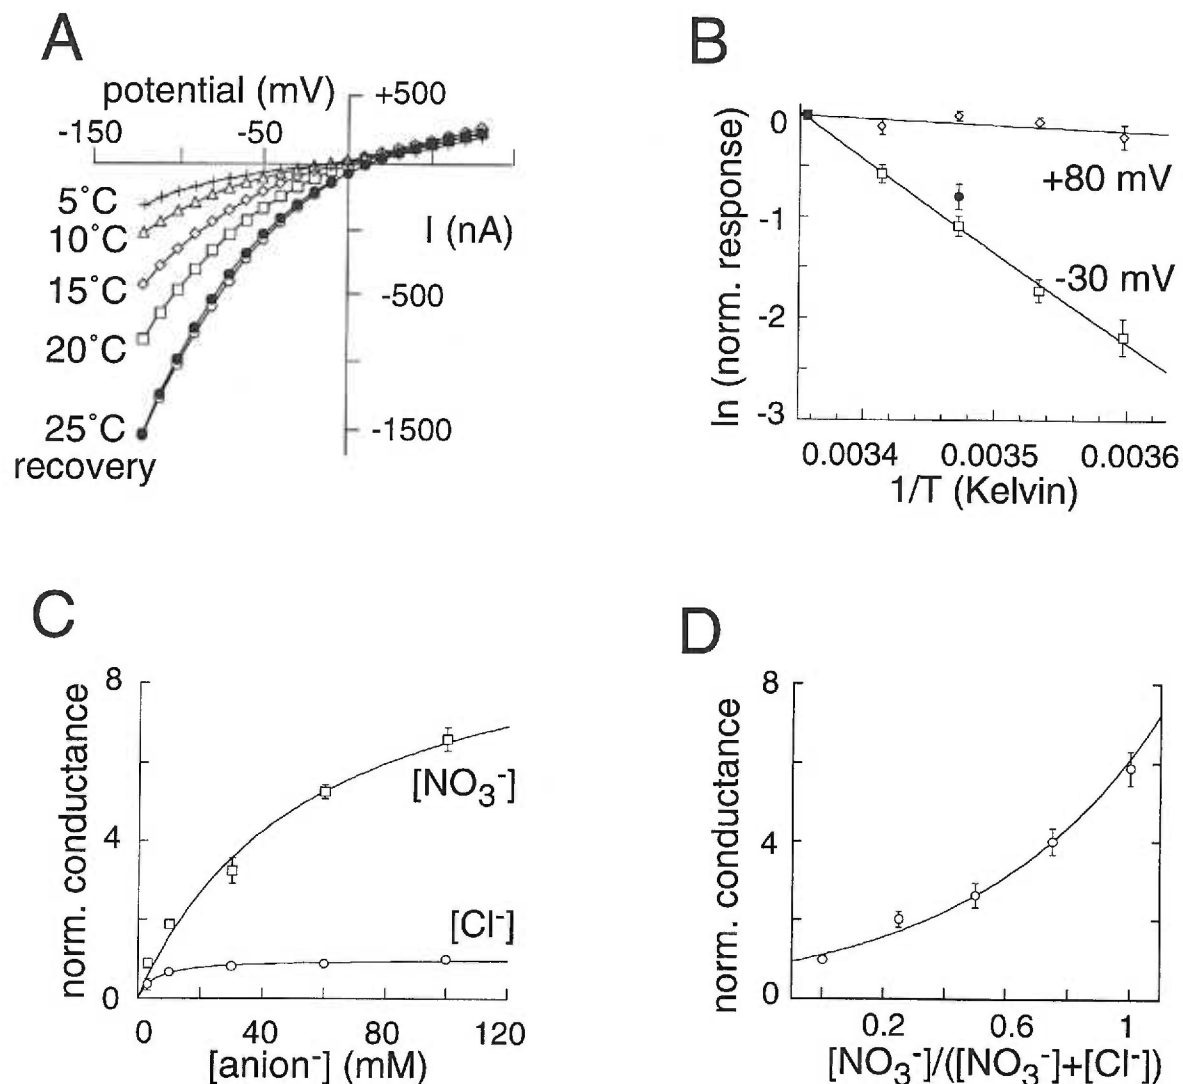 A
potential (mV)
+500
-150
-50
5°C
10°C
15°C
20°C
25°C
recovery
I (nA)
-500
-1500
B
ln (norm. response)
0
-1
-2
-3
+80 mV
-30 mV
0.0034 0.0035 0.0036
1/T (Kelvin)
C
norm. conductance
8
4
0
[NO₃⁻]
[Cl⁻]
0 40 80 120
[anion⁻] (mM)
D
norm. conductance
8
4
0
0.2 0.6 1
[NO₃⁻]/([NO₃⁻]+[Cl⁻])